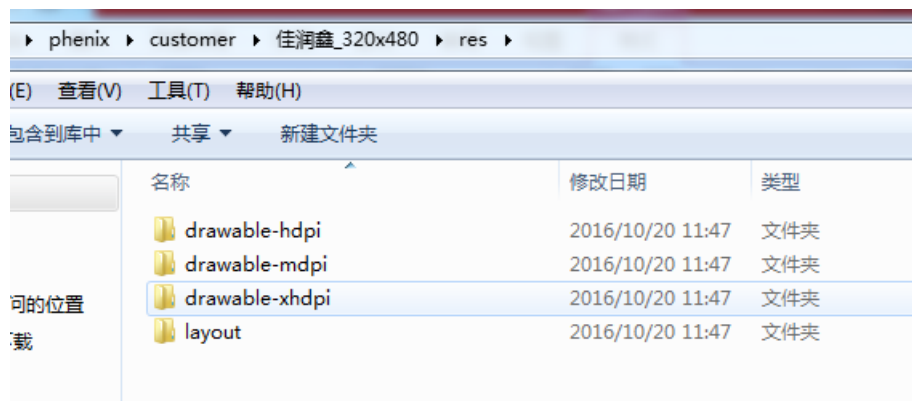 phenix customer 佳润鑫_320x480 res
(E) 查看(V) 工具(T) 帮助(H)
包含到库中 共享 新建文件夹
名称 修改日期 类型
drawable-hdpi 2016/10/20 11:47 文件夹
drawable-mdpi 2016/10/20 11:47 文件夹
drawable-xhdpi 2016/10/20 11:47 文件夹
问的位置
layout 2016/10/20 11:47 文件夹
下载